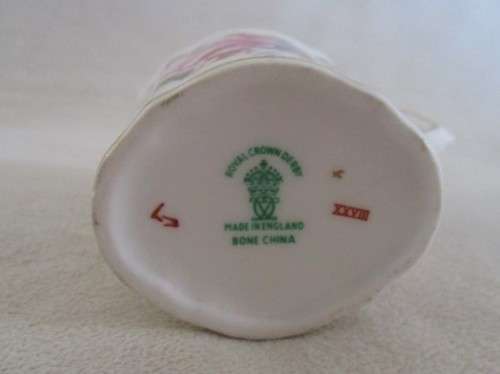 ROYAL CROWN DERBY
XXVIII
MADE IN ENGLAND
BONE CHINA